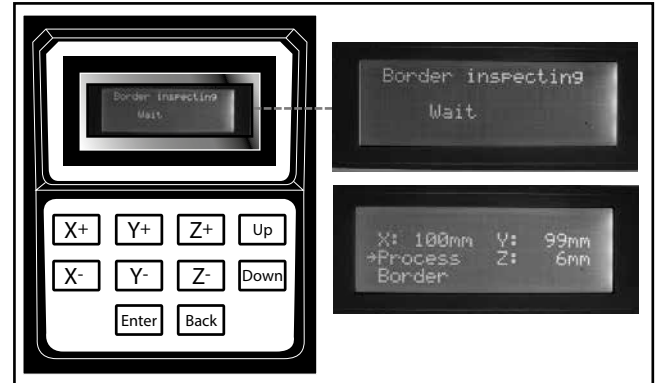 Border inspecting
Wait
Border inspecting
Wait
X: 100mm Y: 99mm
→Process Z: 6mm
Border
X+ Y+ Z+ Up
X- Y- Z- Down
Enter Back